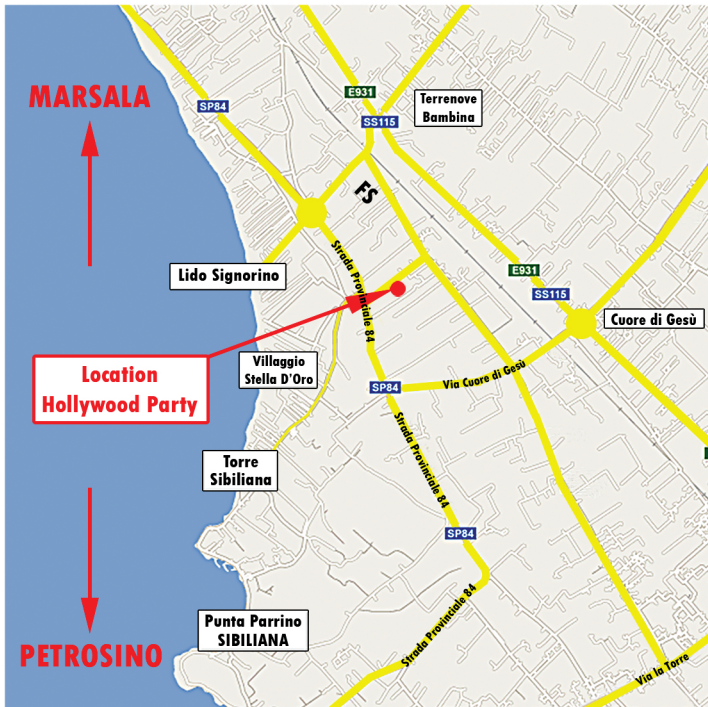 MARSALA
SP84
E931
SS115
Terrenove
Bambina
FS
Lido Signorino
Strada Provinciale 84
E931
SS115
Cuore di Gesù
Location
Hollywood Party
Villaggio
Stella D'Oro
SP84
Via Cuore di Gesù
Strada Provinciale 84
Torre
Sibiliana
SP84
Punta Parrino
SIBILIANA
Strada Provinciale 84
PETROSINO
Via la Torre